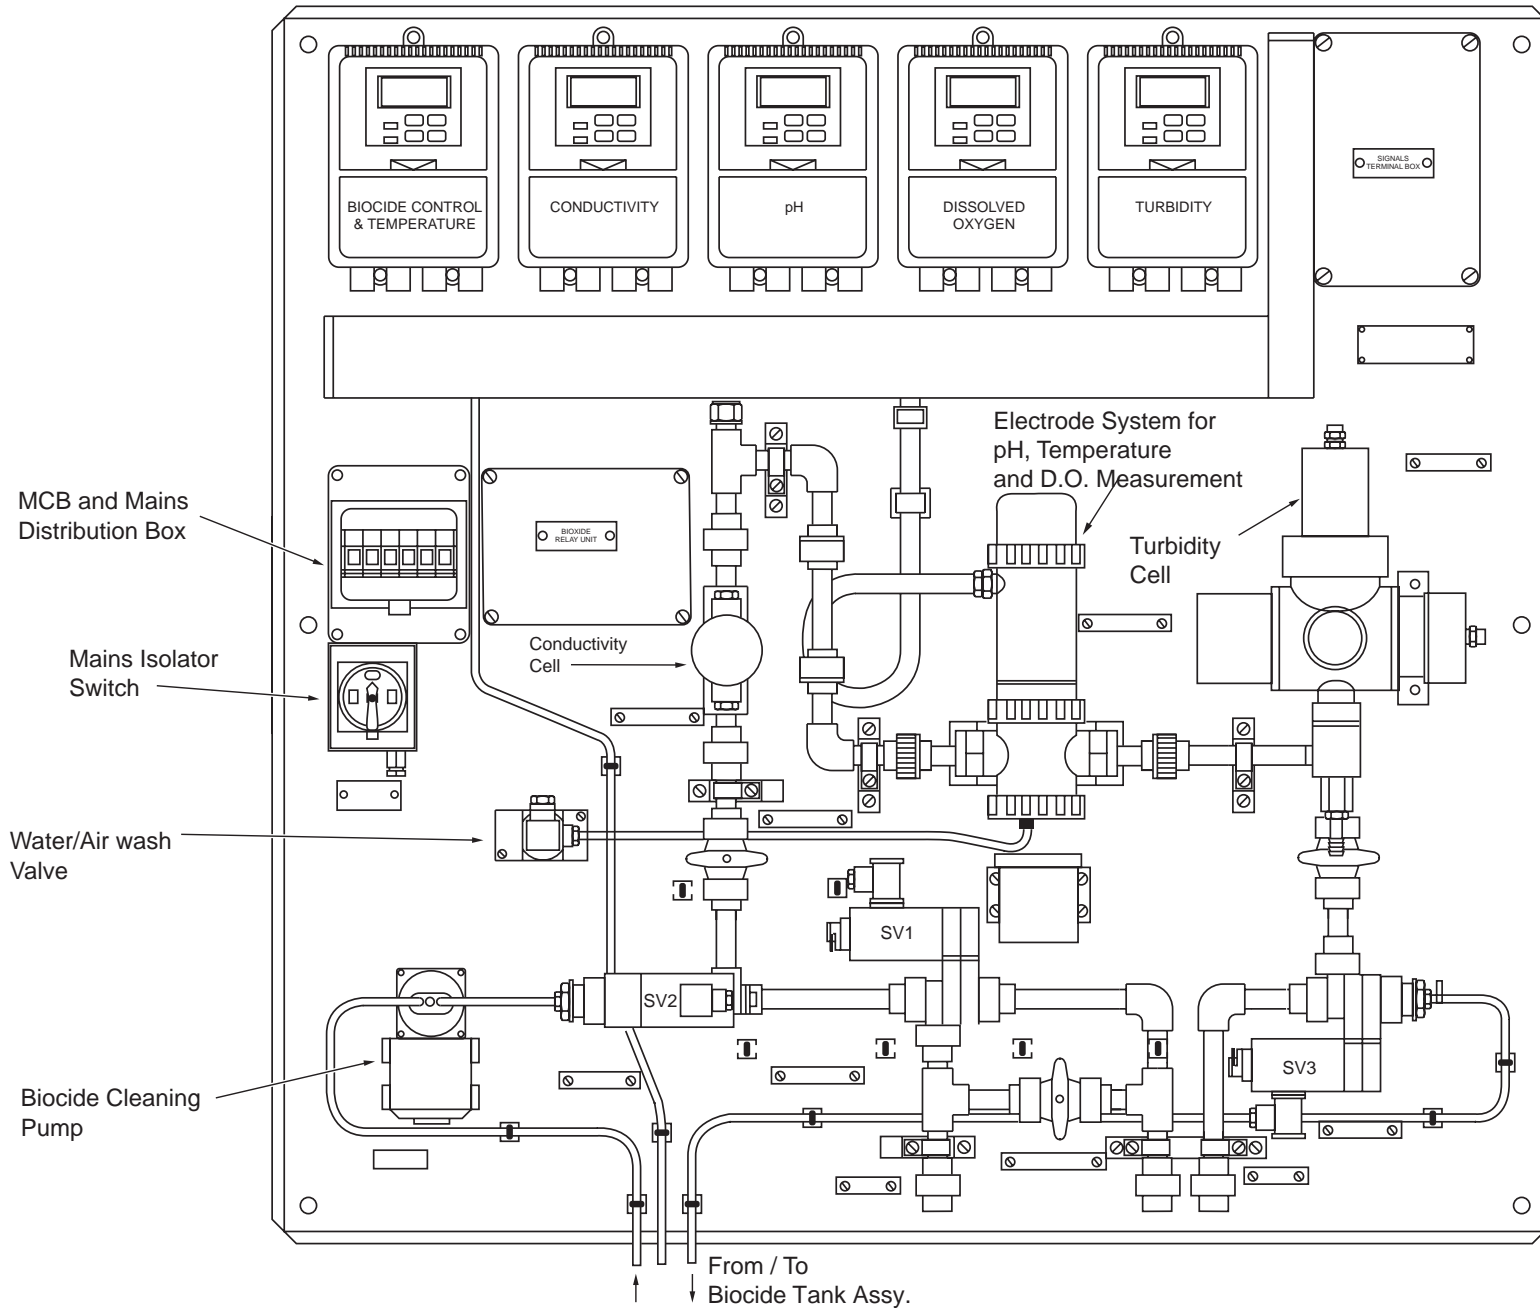 BIOCIDE CONTROL
& TEMPERATURE
CONDUCTIVITY
pH
DISSOLVED
OXYGEN
TURBIDITY
SIGNALS
TERMINAL BOX
MCB and Mains
Distribution Box
BIOXIDE
RELAY UNIT
Electrode System for
pH, Temperature
and D.O. Measurement
Turbidity
Cell
Conductivity
Cell
Mains Isolator
Switch
Water/Air wash
Valve
SV1
SV2
SV3
Biocide Cleaning
Pump
From / To
Biocide Tank Assy.